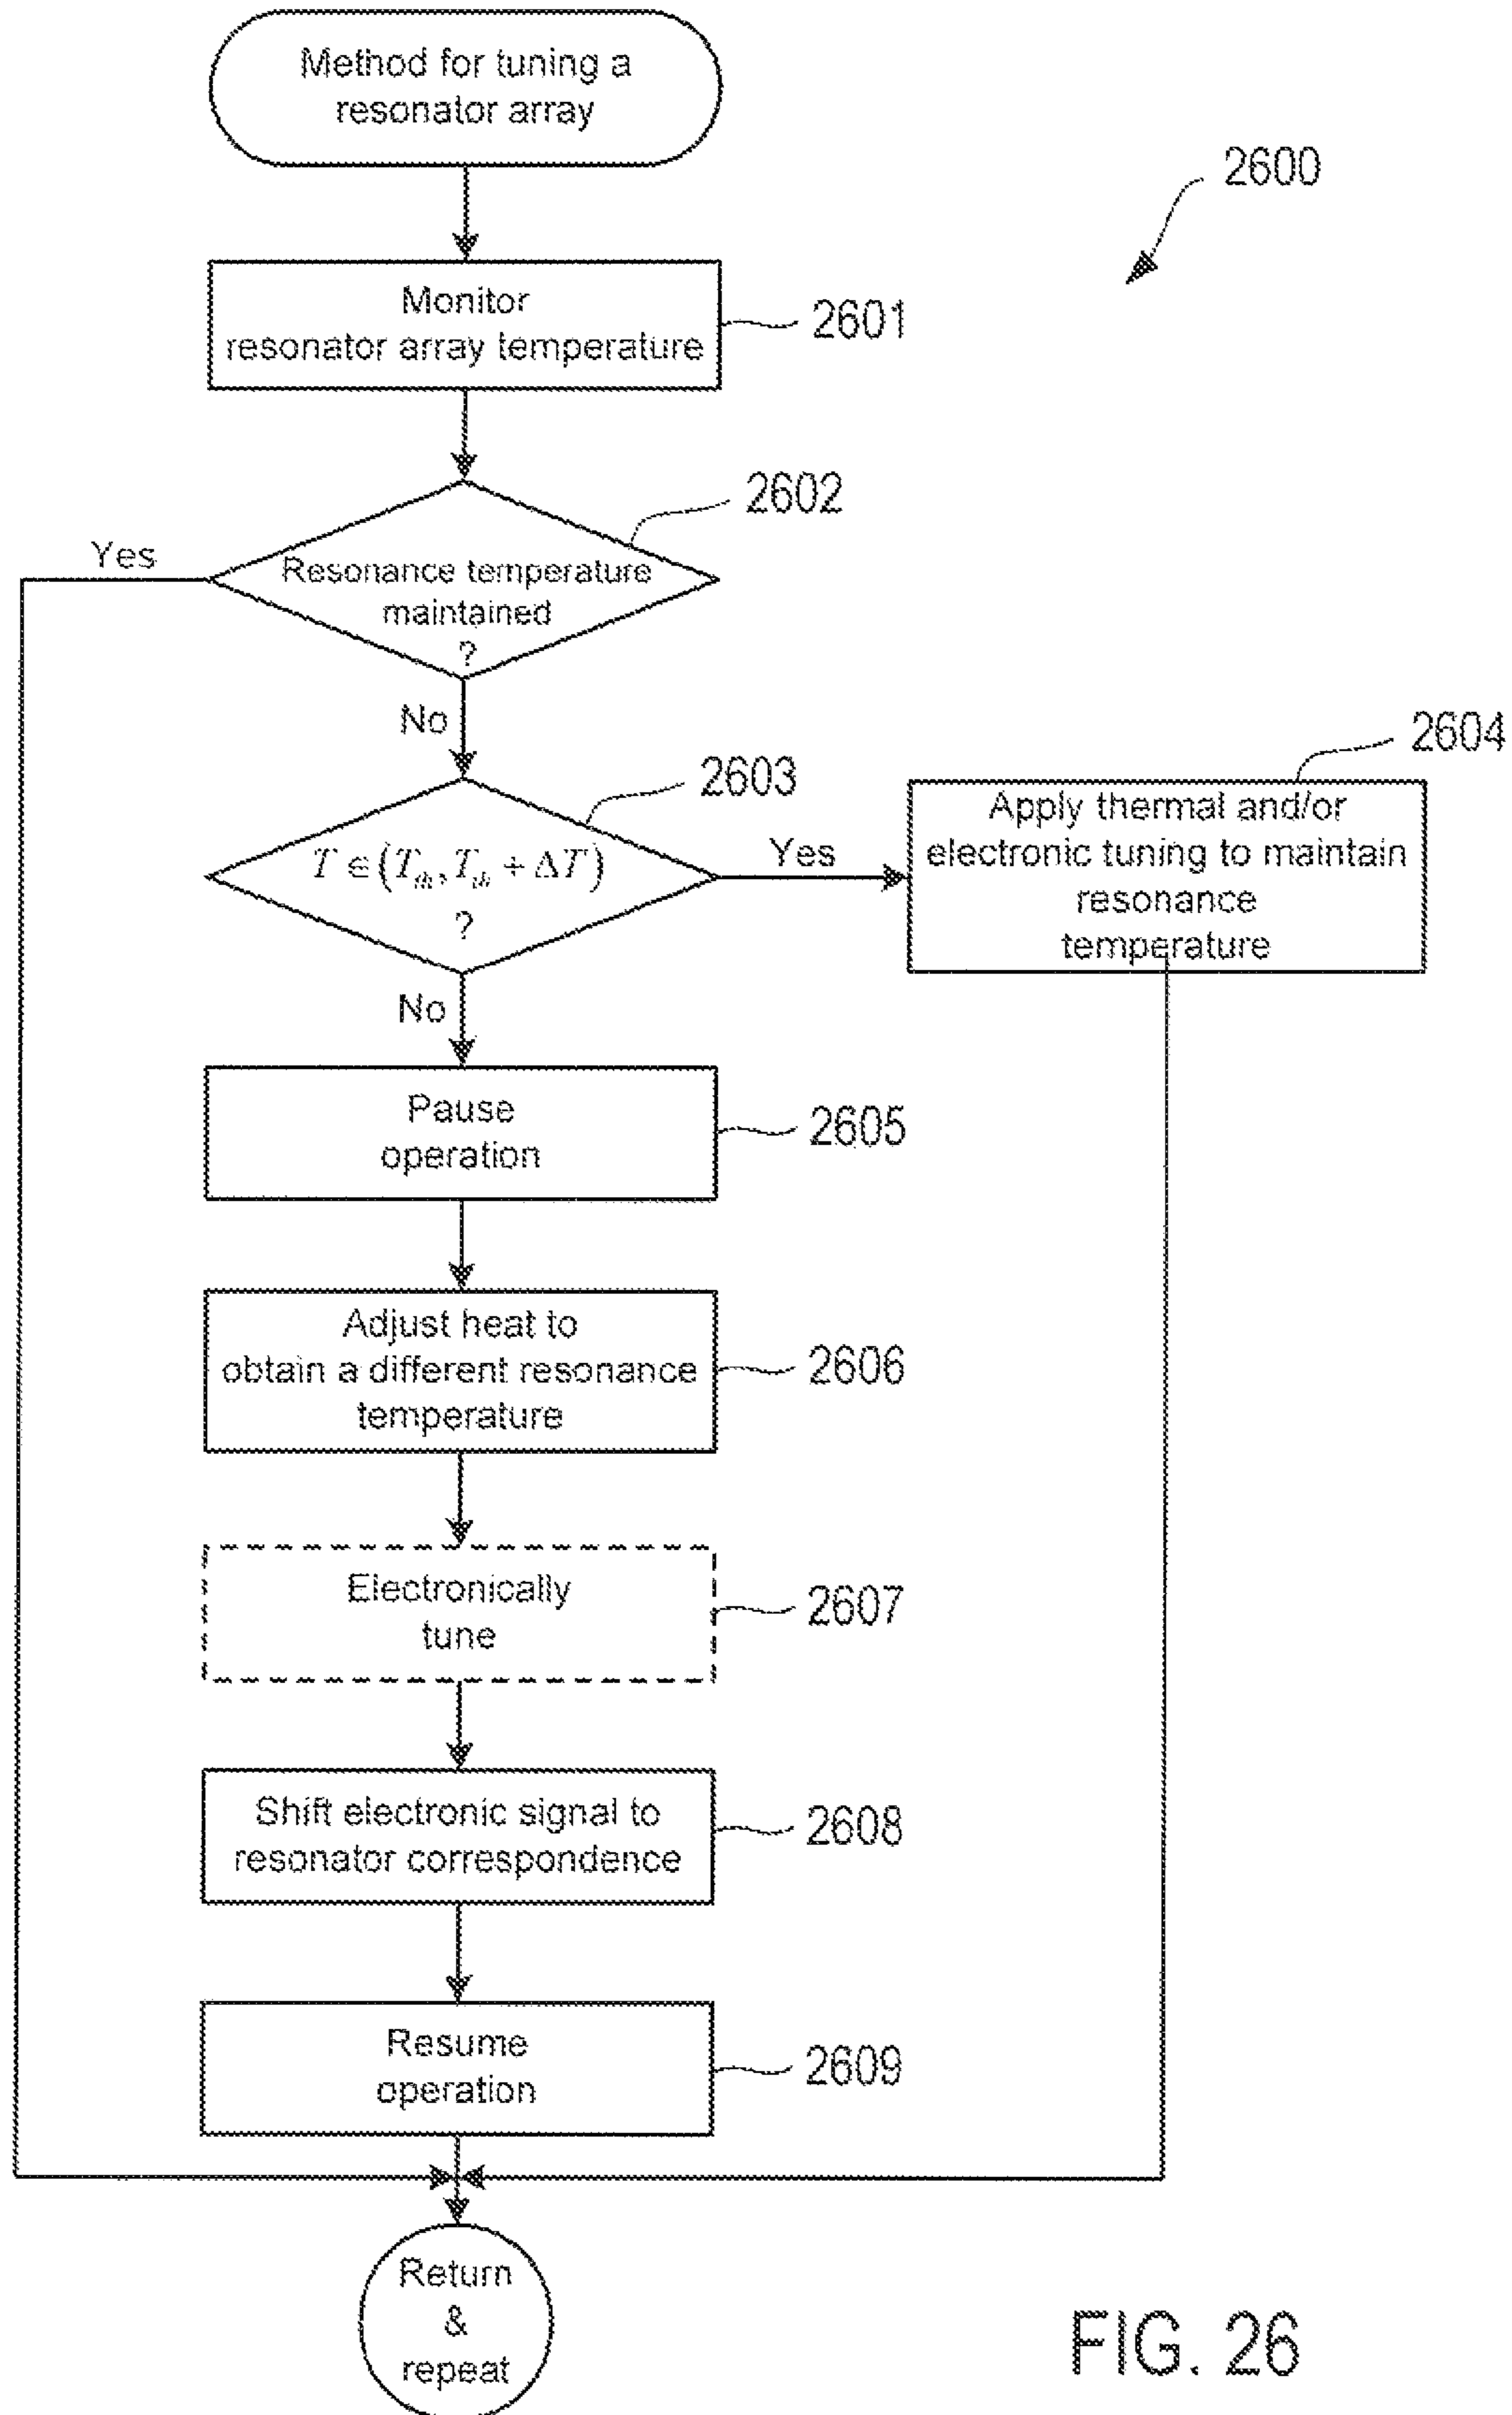 Method for tuning a
resonator array
2600
Monitor
resonator array temperature
2601
2602
Yes
Resonance temperature
maintained
?
No
2603
2604
T ∈ (T_th, T_th + ΔT)
?
Yes
Apply thermal and/or
electronic tuning to maintain
resonance
temperature
No
Pause
operation
2605
Adjust heat to
obtain a different resonance
temperature
2606
Electronically
tune
2607
Shift electronic signal to
resonator correspondence
2608
Resume
operation
2609
Return
&
repeat
FIG. 26